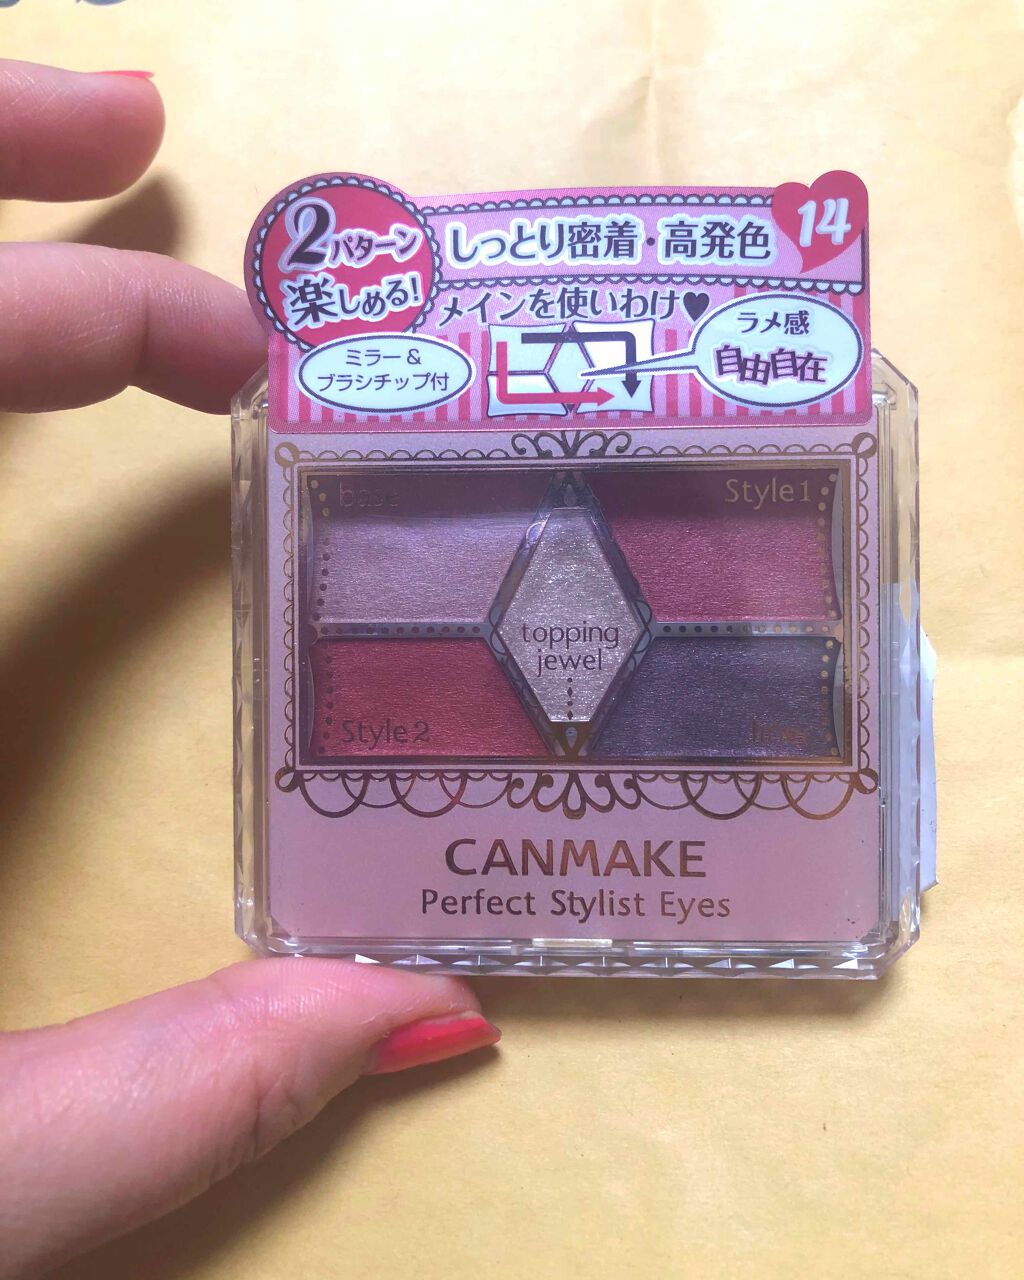 2パターン
楽しめる!
しっとり密着・高発色
14
メインを使いわけ♥
ミラー&
ブラシチップ付
ラメ感
自由自在
base
Style1
topping
jewel
Style2
liner
CANMAKE
Perfect Stylist Eyes